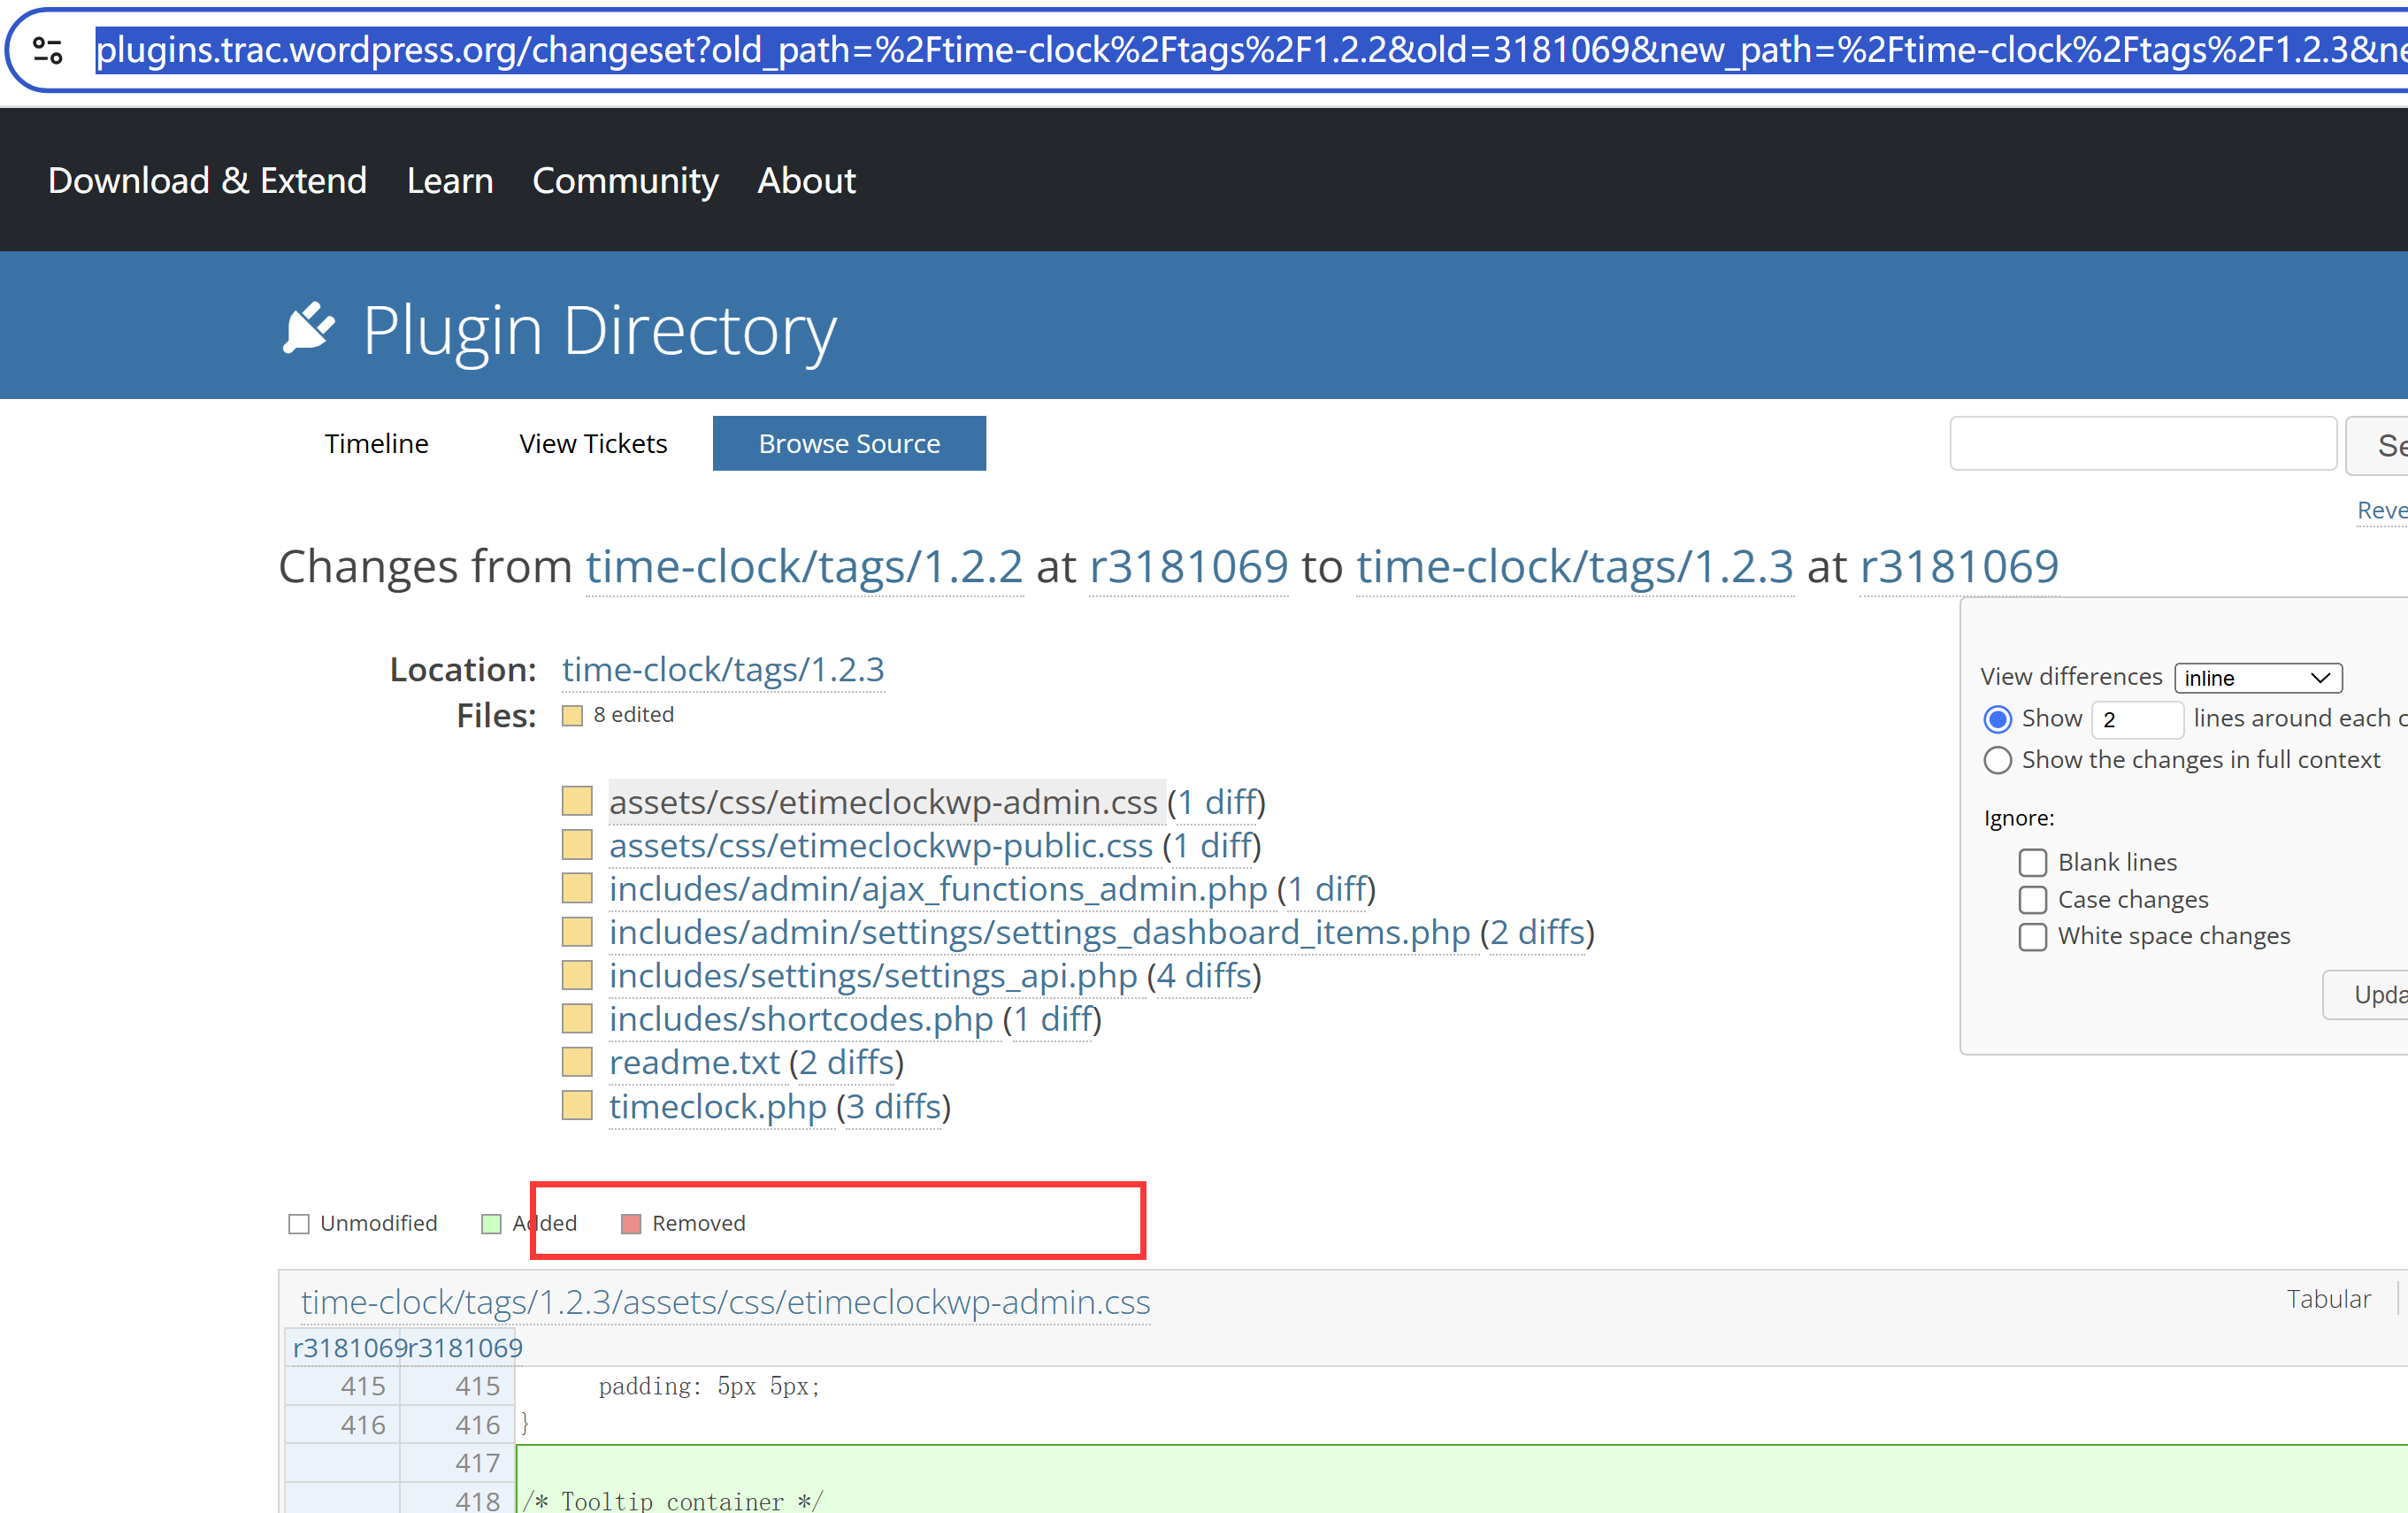 plugins.trac.wordpress.org/changeset?old_path=%2Ftime-clock%2Ftags%2F1.2.2&old=3181069&new_path=%2Ftime-clock%2Ftags%2F1.2.3&ne
Download & Extend Learn Community About
Plugin Directory
Timeline View Tickets Browse Source Se
Reve
Changes from time-clock/tags/1.2.2 at r3181069 to time-clock/tags/1.2.3 at r3181069
Location: time-clock/tags/1.2.3
Files: 8 edited
assets/css/etimeclockwp-admin.css (1 diff)
assets/css/etimeclockwp-public.css (1 diff)
includes/admin/ajax_functions_admin.php (1 diff)
includes/admin/settings/settings_dashboard_items.php (2 diffs)
includes/settings/settings_api.php (4 diffs)
includes/shortcodes.php (1 diff)
readme.txt (2 diffs)
timeclock.php (3 diffs)
View differences inline
Show 2 lines around each c
Show the changes in full context
Ignore:
Blank lines
Case changes
White space changes
Upda
Unmodified Added Removed
time-clock/tags/1.2.3/assets/css/etimeclockwp-admin.css Tabular
r3181069 r3181069
415 415 padding: 5px 5px;
416 416 }
417
418 /* Tooltip container */